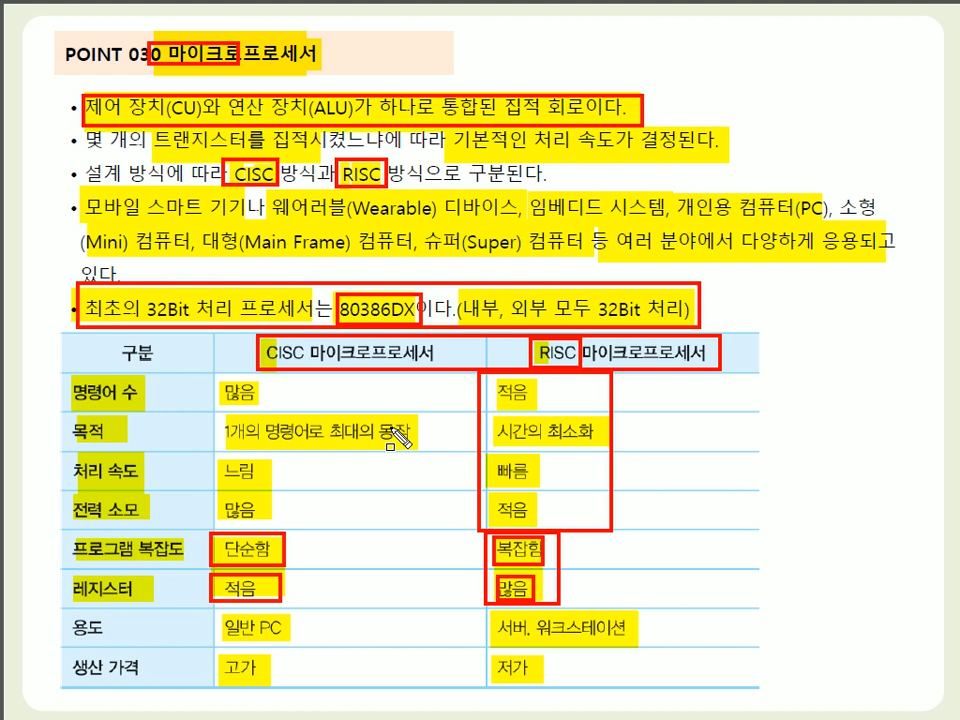 POINT 030 마이크로프로세서
• 제어 장치(CU)와 연산 장치(ALU)가 하나로 통합된 집적 회로이다.
• 몇 개의 트랜지스터를 집적시켰느냐에 따라 기본적인 처리 속도가 결정된다.
• 설계 방식에 따라 CISC 방식과 RISC 방식으로 구분된다.
• 모바일 스마트 기기나 웨어러블(Wearable) 디바이스, 임베디드 시스템, 개인용 컴퓨터(PC), 소형
(Mini) 컴퓨터, 대형(Main Frame) 컴퓨터, 슈퍼(Super) 컴퓨터 등 여러 분야에서 다양하게 응용되고
있다.
• 최초의 32Bit 처리 프로세서는 80386DX이다.(내부, 외부 모두 32Bit 처리)
구분 CISC 마이크로프로세서 RISC 마이크로프로세서
명령어 수 많음 적음
목적 1개의 명령어로 최대의 동작 시간의 최소화
처리 속도 느림 빠름
전력 소모 많음 적음
프로그램 복잡도 단순함 복잡함
레지스터 적음 많음
용도 일반 PC 서버, 워크스테이션
생산 가격 고가 저가